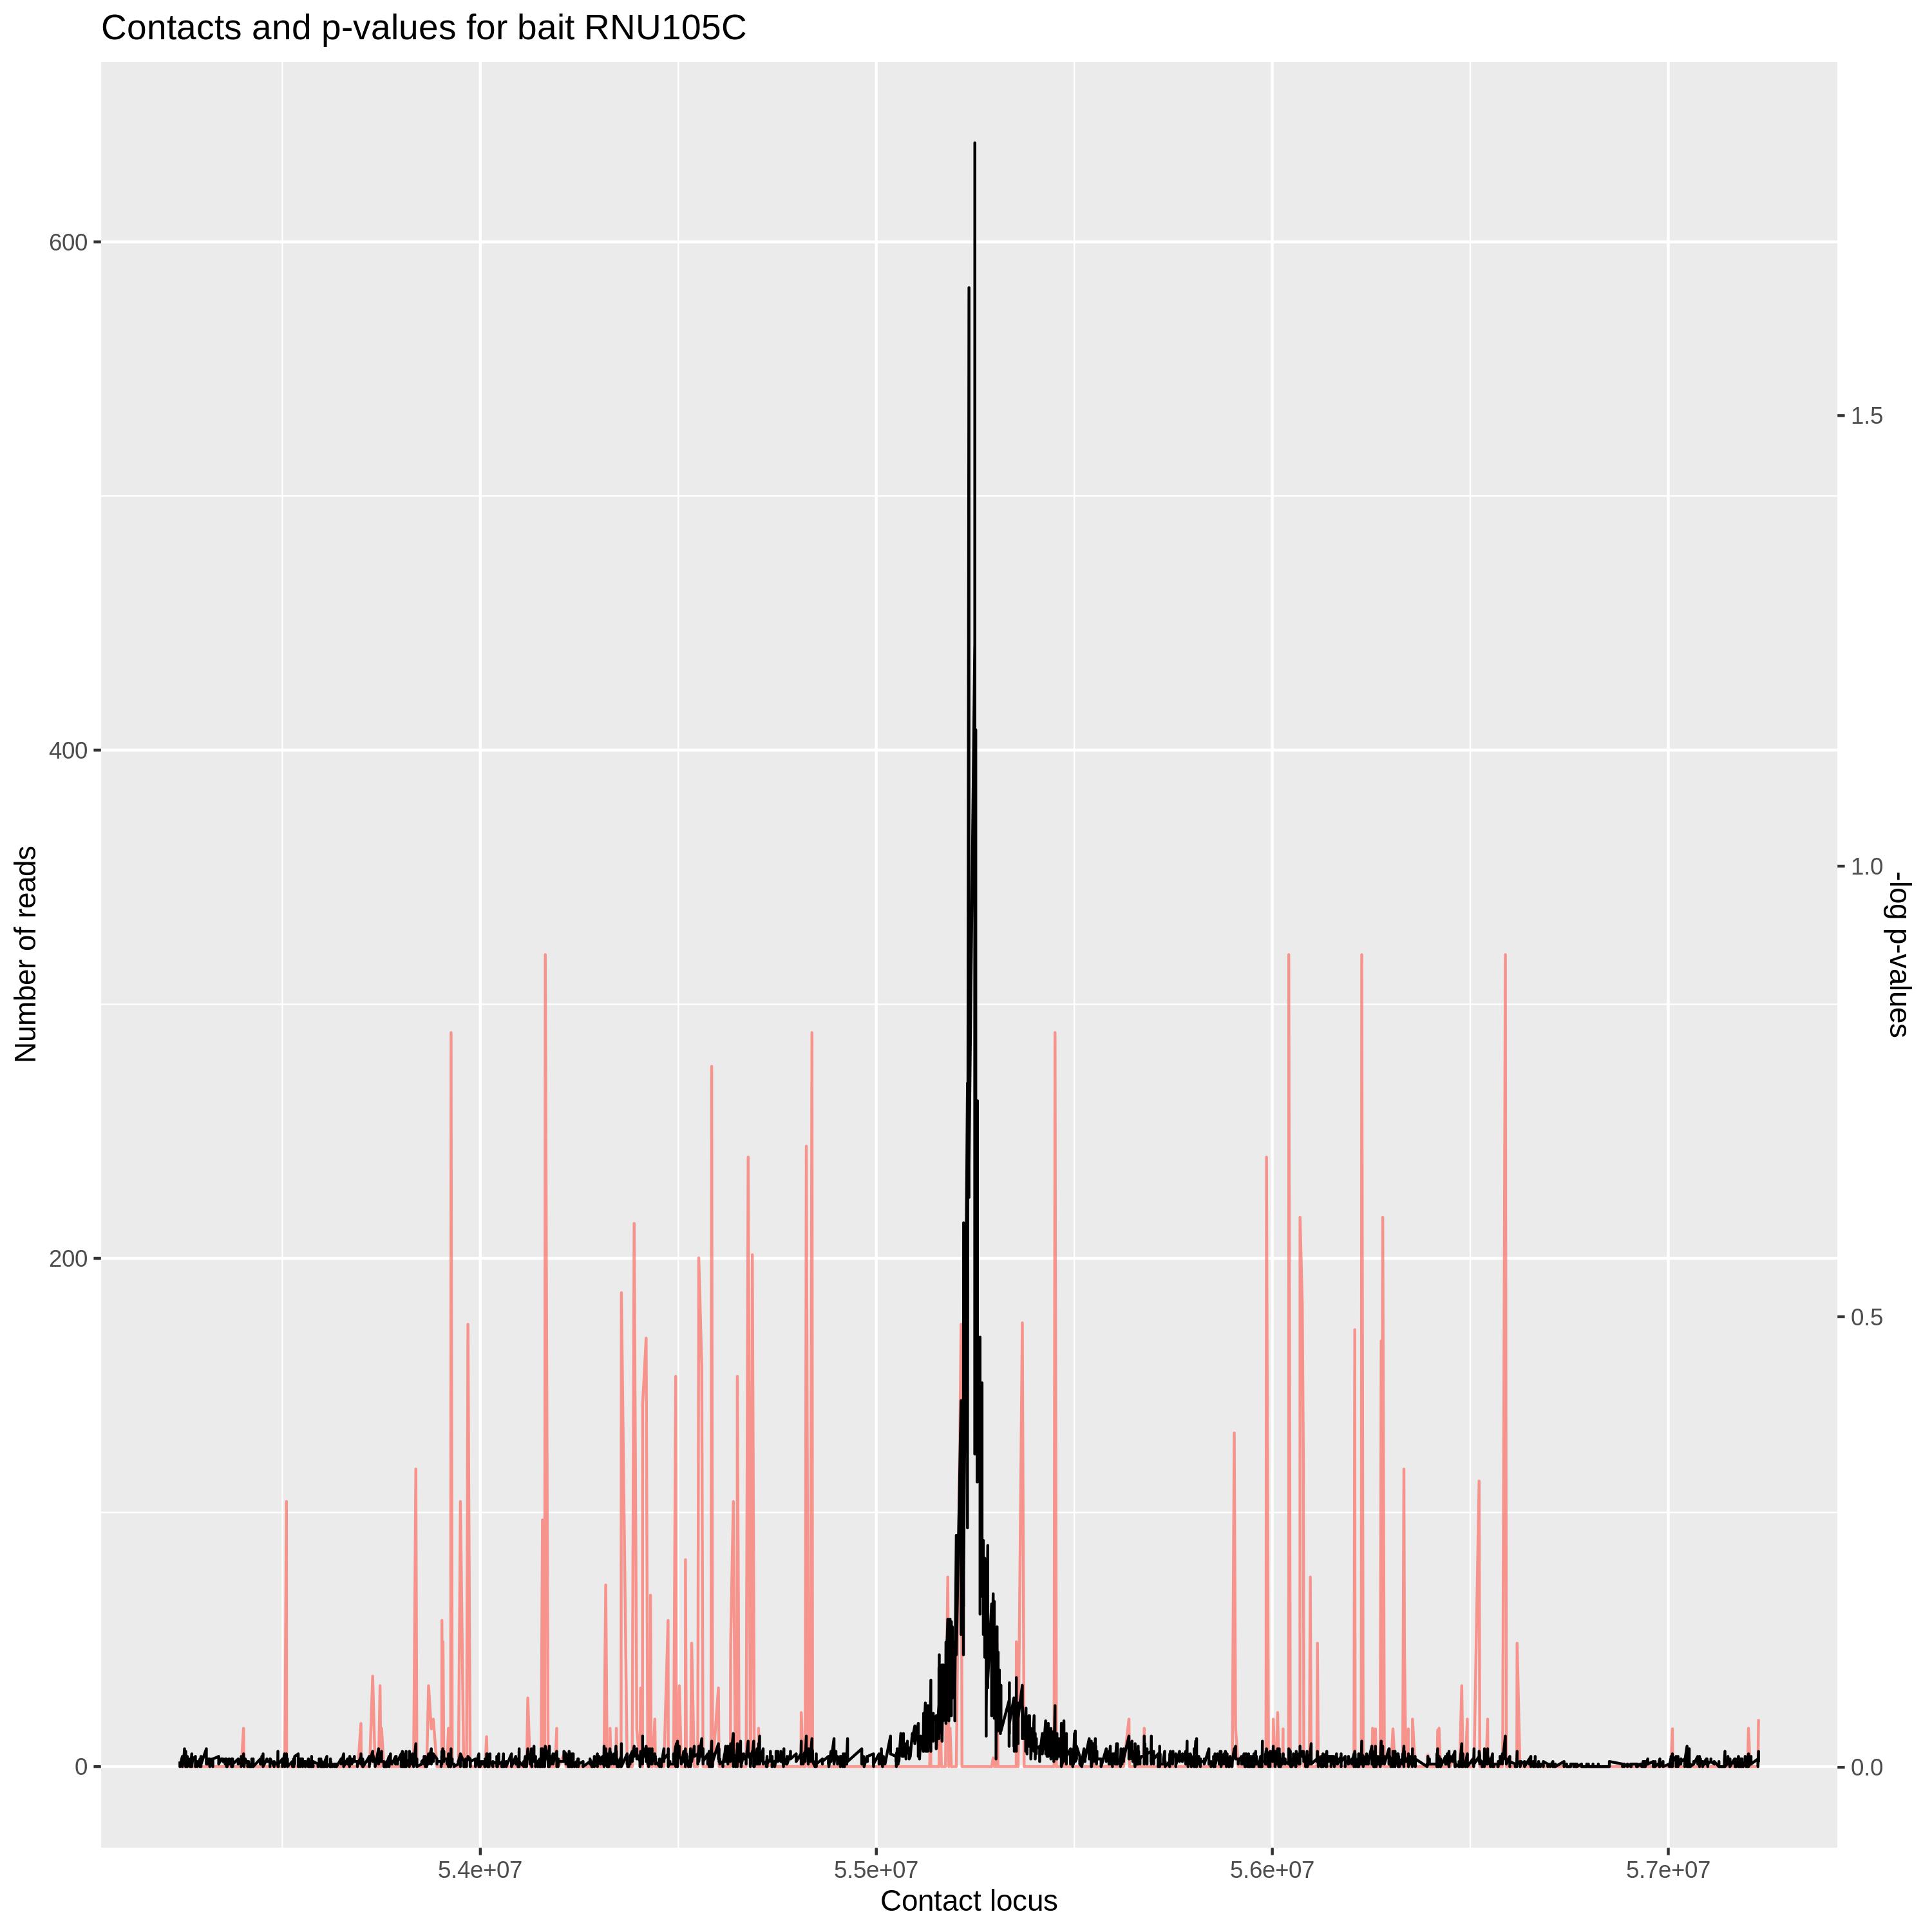 Contacts and p-values for bait RNU105C
600
400
200
0
Number of reads
1.5
1.0
0.5
0.0
-log p-values
5.4e+07
5.5e+07
5.6e+07
5.7e+07
Contact locus